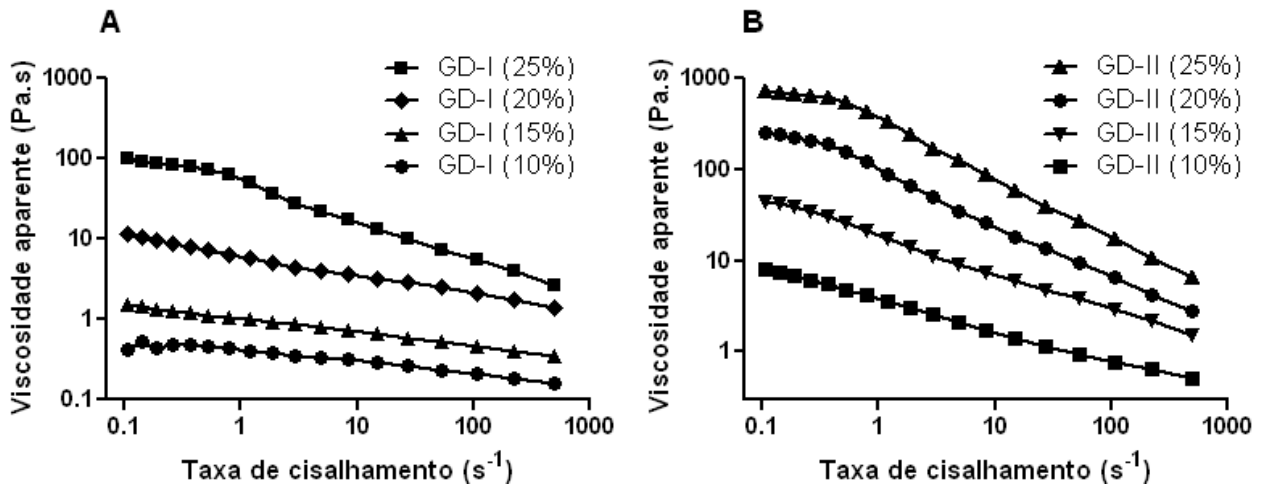 A
GD-I (25%)
GD-I (20%)
GD-I (15%)
GD-I (10%)
Viscosidade aparente (Pa.s)
1000
100
10
1
0.1
0.1 1 10 100 1000
Taxa de cisalhamento (s⁻¹)
B
GD-II (25%)
GD-II (20%)
GD-II (15%)
GD-II (10%)
Viscosidade aparente (Pa.s)
1000
100
10
1
0.1 1 10 100 1000
Taxa de cisalhamento (s⁻¹)